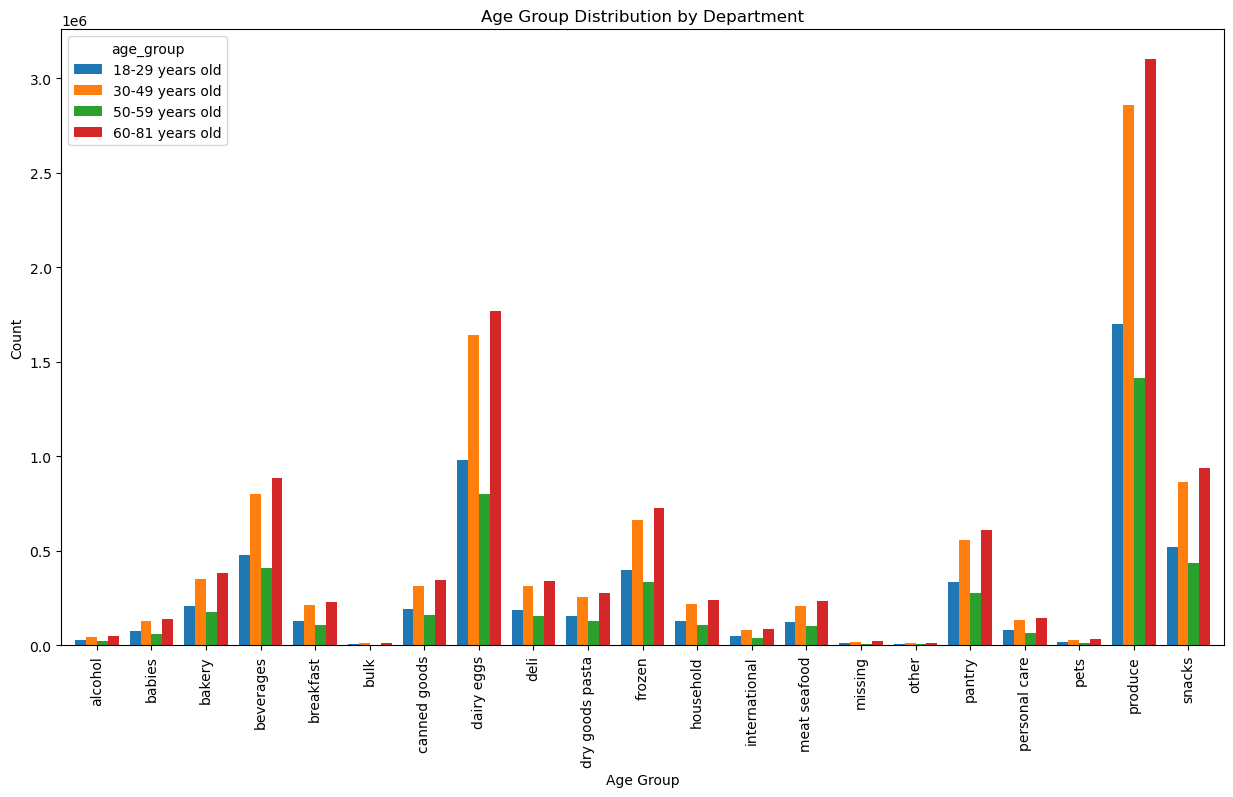 Age Group Distribution by Department
1e6
age_group
18-29 years old
30-49 years old
50-59 years old
60-81 years old
3.0
2.5
2.0
1.5
1.0
0.5
0.0
Count
alcohol
babies
bakery
beverages
breakfast
bulk
canned goods
dairy eggs
deli
dry goods pasta
frozen
household
international
meat seafood
missing
other
pantry
personal care
pets
produce
snacks
Age Group